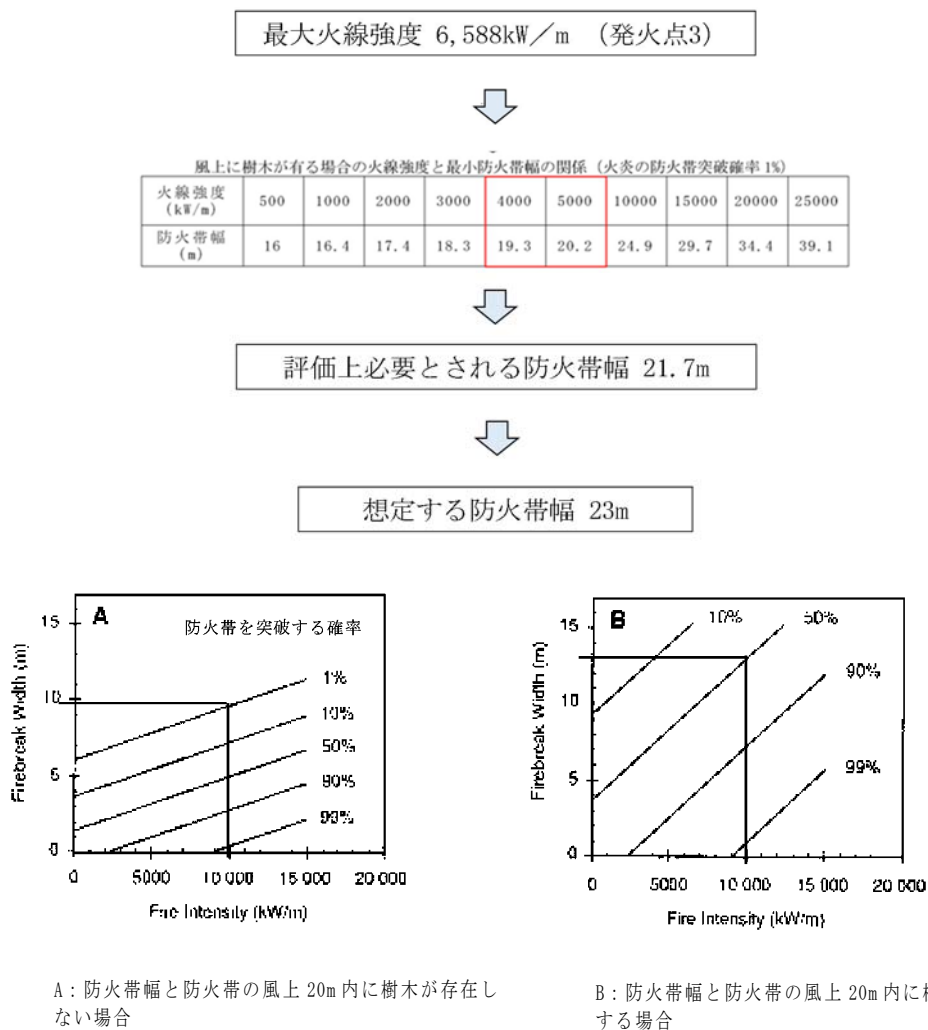 最大火線強度 6,588kW／m （発火点3）
風上に樹木が有る場合の火線強度と最小防火帯幅の関係（火炎の防火帯突破確率1%）
火線強度 (kW/m) 500 1000 2000 3000 4000 5000 10000 15000 20000 25000
防火帯幅 (m) 16 16.4 17.4 18.3 19.3 20.2 24.9 29.7 34.4 39.1
評価上必要とされる防火帯幅 21.7m
想定する防火帯幅 23m
A
防火帯を突破する確率
15
10
5
0
1%
10%
50%
90%
99%
0 5000 10 000 15 000 20 000
Firebreak Width (m)
Fire Intensity (kW/m)
B
15
10
5
0
10%
50%
90%
99%
0 5000 10 000 15 000 20 000
Firebreak Width (m)
Fire Intensity (kW/m)
A：防火帯幅と防火帯の風上 20m 内に樹木が存在し
ない場合
B：防火帯幅と防火帯の風上 20m 内に
する場合